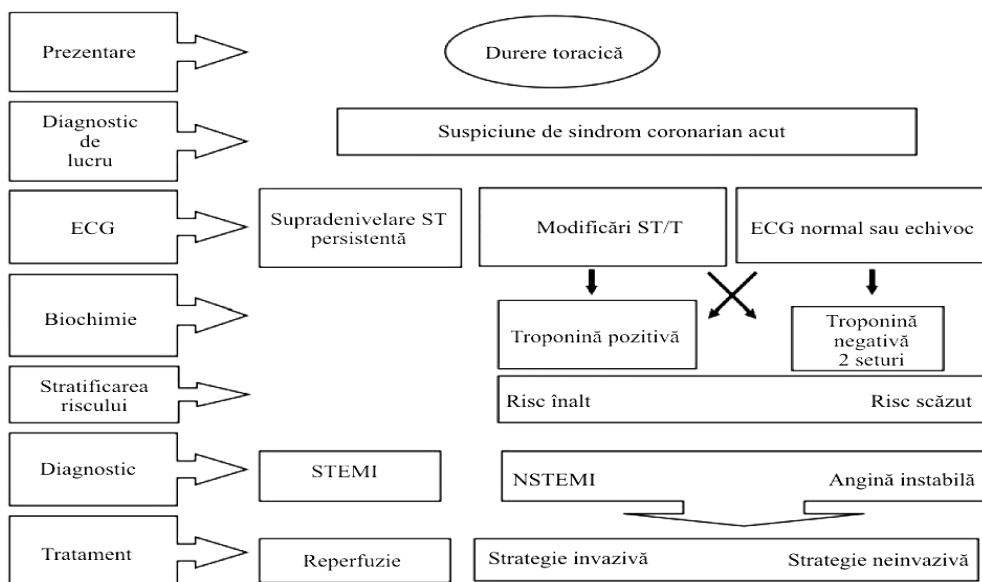 Prezentare
Durere toracică
Diagnostic
de
lucru
Suspiciune de sindrom coronarian acut
ECG
Supradenivelare ST
persistentă
Modificări ST/T
ECG normal sau echivoc
Biochimie
Troponină pozitivă
Troponină
negativă
2 seturi
Stratificarea
riscului
Risc înalt
Risc scăzut
Diagnostic
STEMI
NSTEMI
Angină instabilă
Tratament
Reperfuzie
Strategie invazivă
Strategie neinvazivă